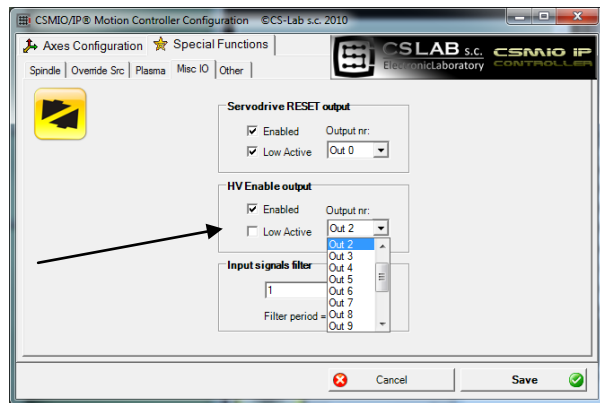 CSMIO/IP® Motion Controller Configuration ©CS-Lab s.c. 2010
Axes Configuration Special Functions
CSLAB s.c.
ElectronicLaboratory
CSMIO IP
CONTROLLER
Spindle Override Src Plasma Misc IO Other
Servodrive RESET output
Enabled Output nr:
Low Active Out 0
HV Enable output
Enabled Output nr:
Low Active Out 2
Out 2
Out 3
Out 4
Out 5
Out 6
Out 7
Out 8
Out 9
Input signals filter
1
Filter period =
Cancel Save